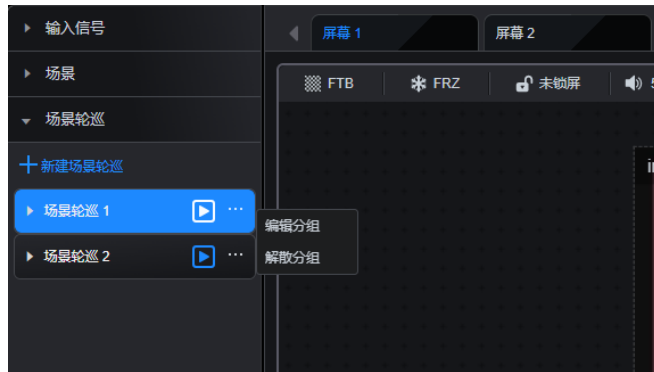 输入信号
场景
场景轮巡
新建场景轮巡
场景轮巡 1
场景轮巡 2
屏幕 1
屏幕 2
FTB
FRZ
未锁屏
编辑分组
解散分组